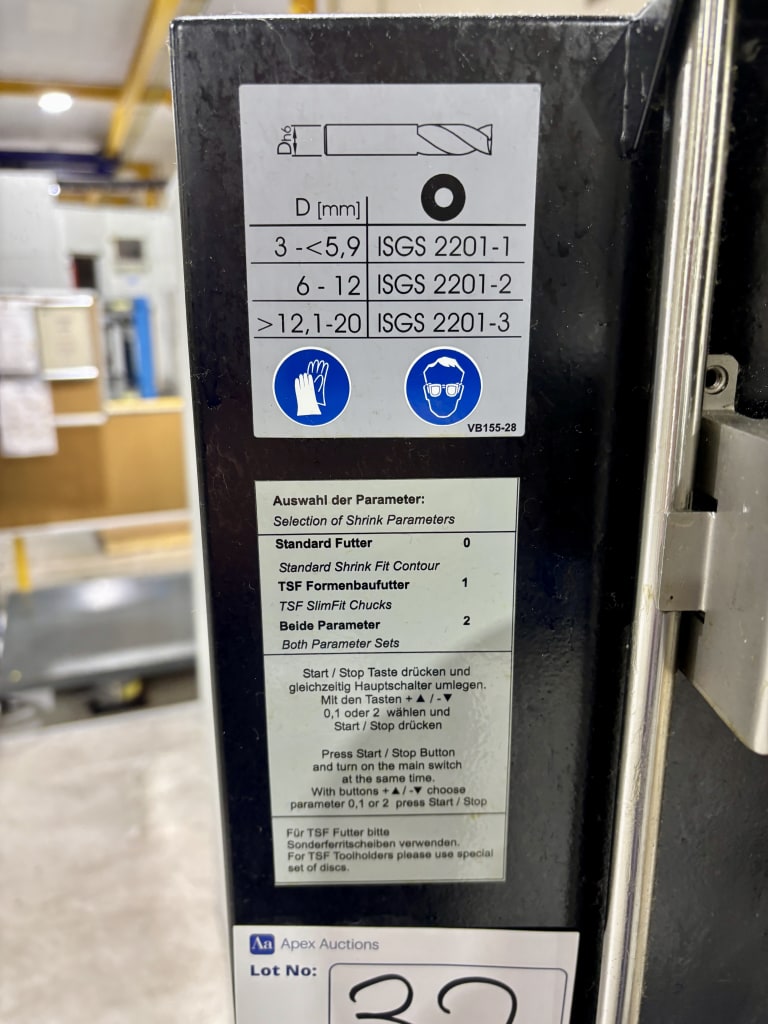 Dh6
D [mm]
3 -<5,9 ISGS 2201-1
6 - 12 ISGS 2201-2
>12,1-20 ISGS 2201-3
VB155-28
Auswahl der Parameter:
Selection of Shrink Parameters
Standard Futter 0
Standard Shrink Fit Contour
TSF Formenbaufutter 1
TSF SlimFit Chucks
Beide Parameter 2
Both Parameter Sets
Start / Stop Taste drücken und
gleichzeitig Hauptschalter umlegen.
Mit den Tasten + ▲ / -▼
0,1 oder 2 wählen und
Start / Stop drücken
Press Start / Stop Button
and turn on the main switch
at the same time.
With buttons +▲/ -▼ choose
parameter 0,1 or 2 press Start / Stop
Für TSF Futter bitte
Sonderferritscheiben verwenden.
For TSF Toolholders please use special
set of discs.
Aa Apex Auctions
Lot No:
32